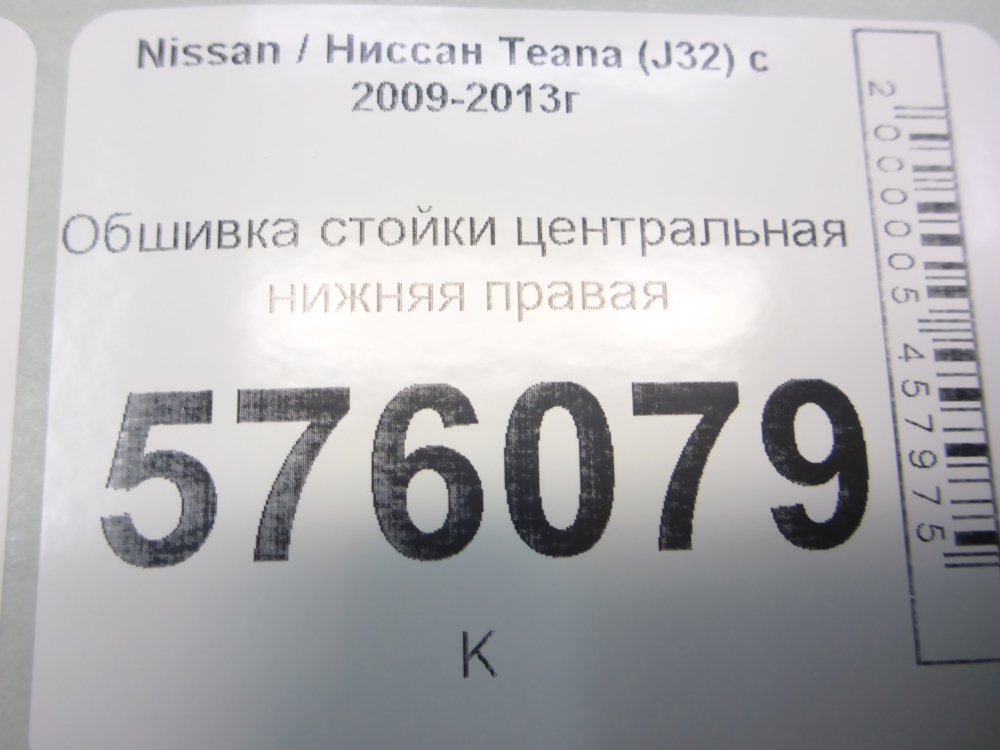 Nissan / Ниссан Teana (J32) с
2009-2013г
Обшивка стойки центральная
нижняя правая
576079
К
2000005457975